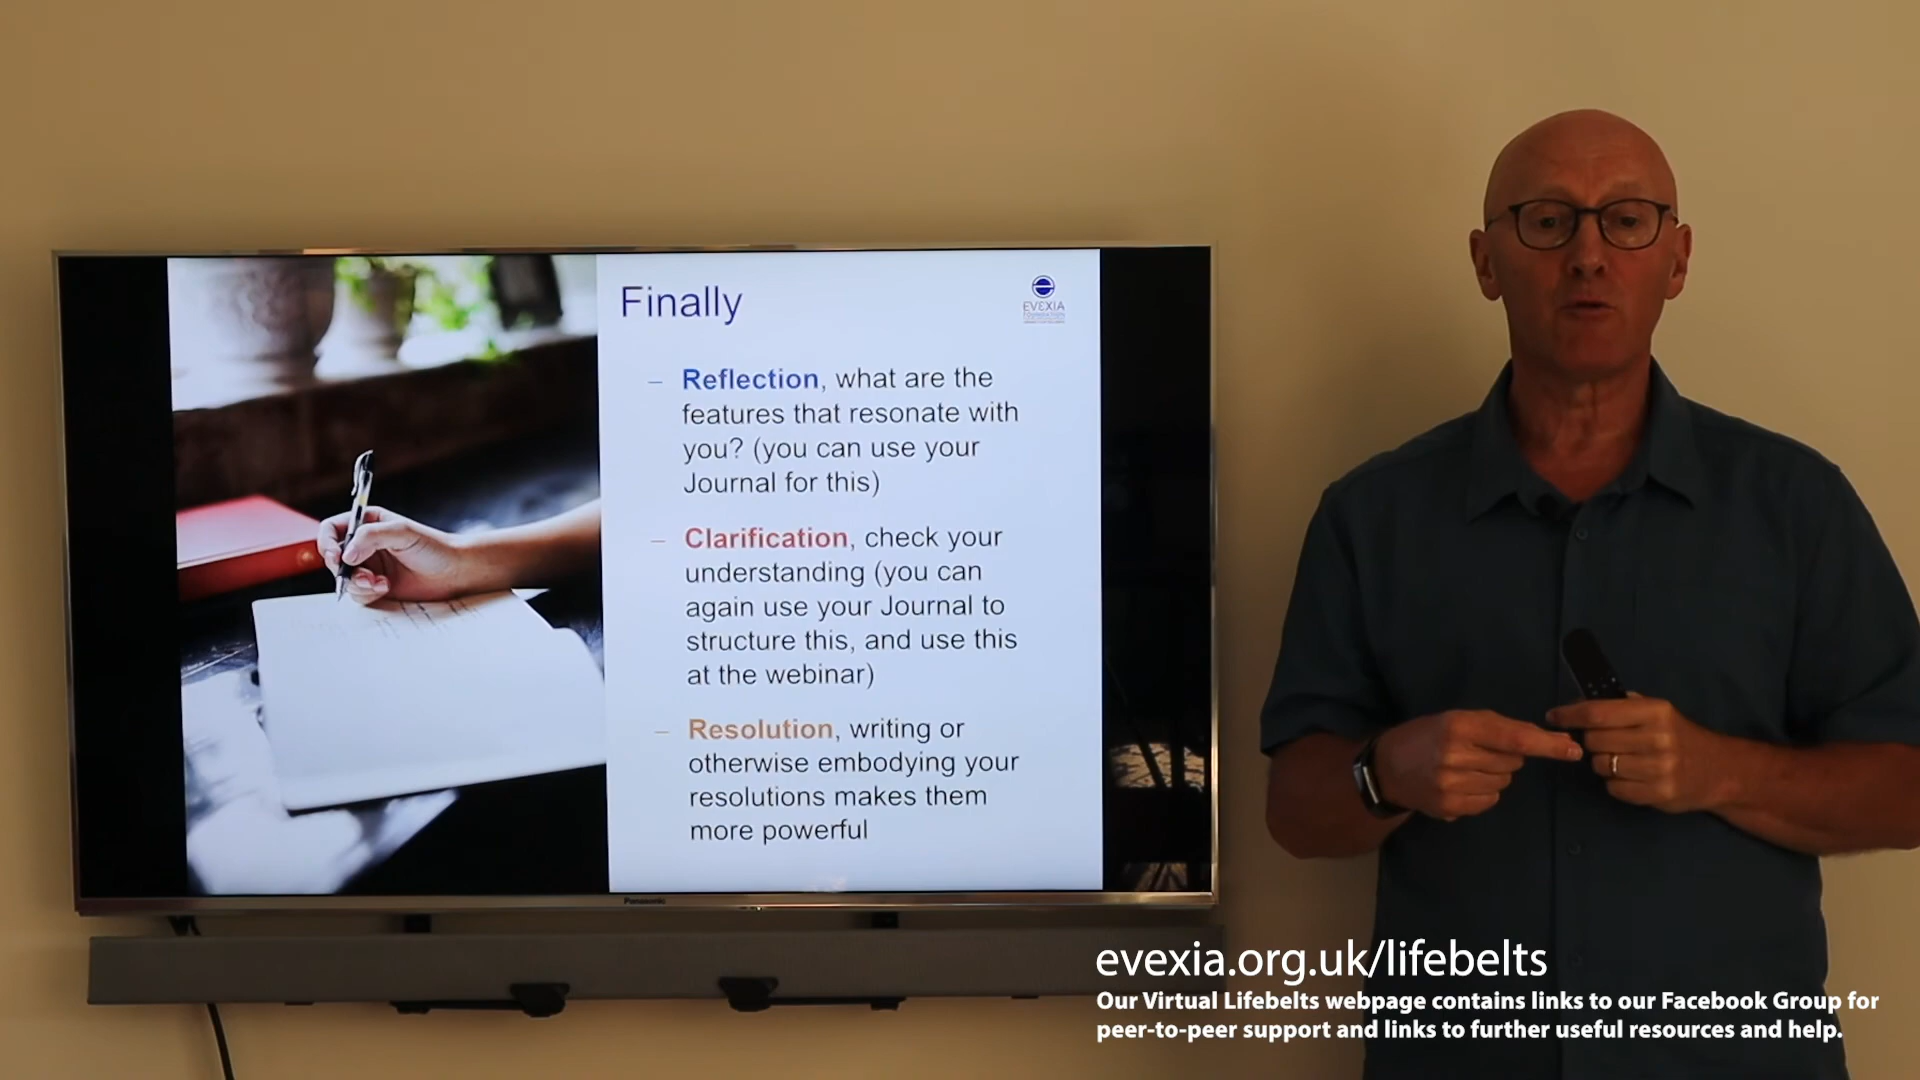 Finally
EVEXIA
– Reflection, what are the
features that resonate with
you? (you can use your
Journal for this)
– Clarification, check your
understanding (you can
again use your Journal to
structure this, and use this
at the webinar)
– Resolution, writing or
otherwise embodying your
resolutions makes them
more powerful
Panasonic
evexia.org.uk/lifebelts
Our Virtual Lifebelts webpage contains links to our Facebook Group for
peer-to-peer support and links to further useful resources and help.